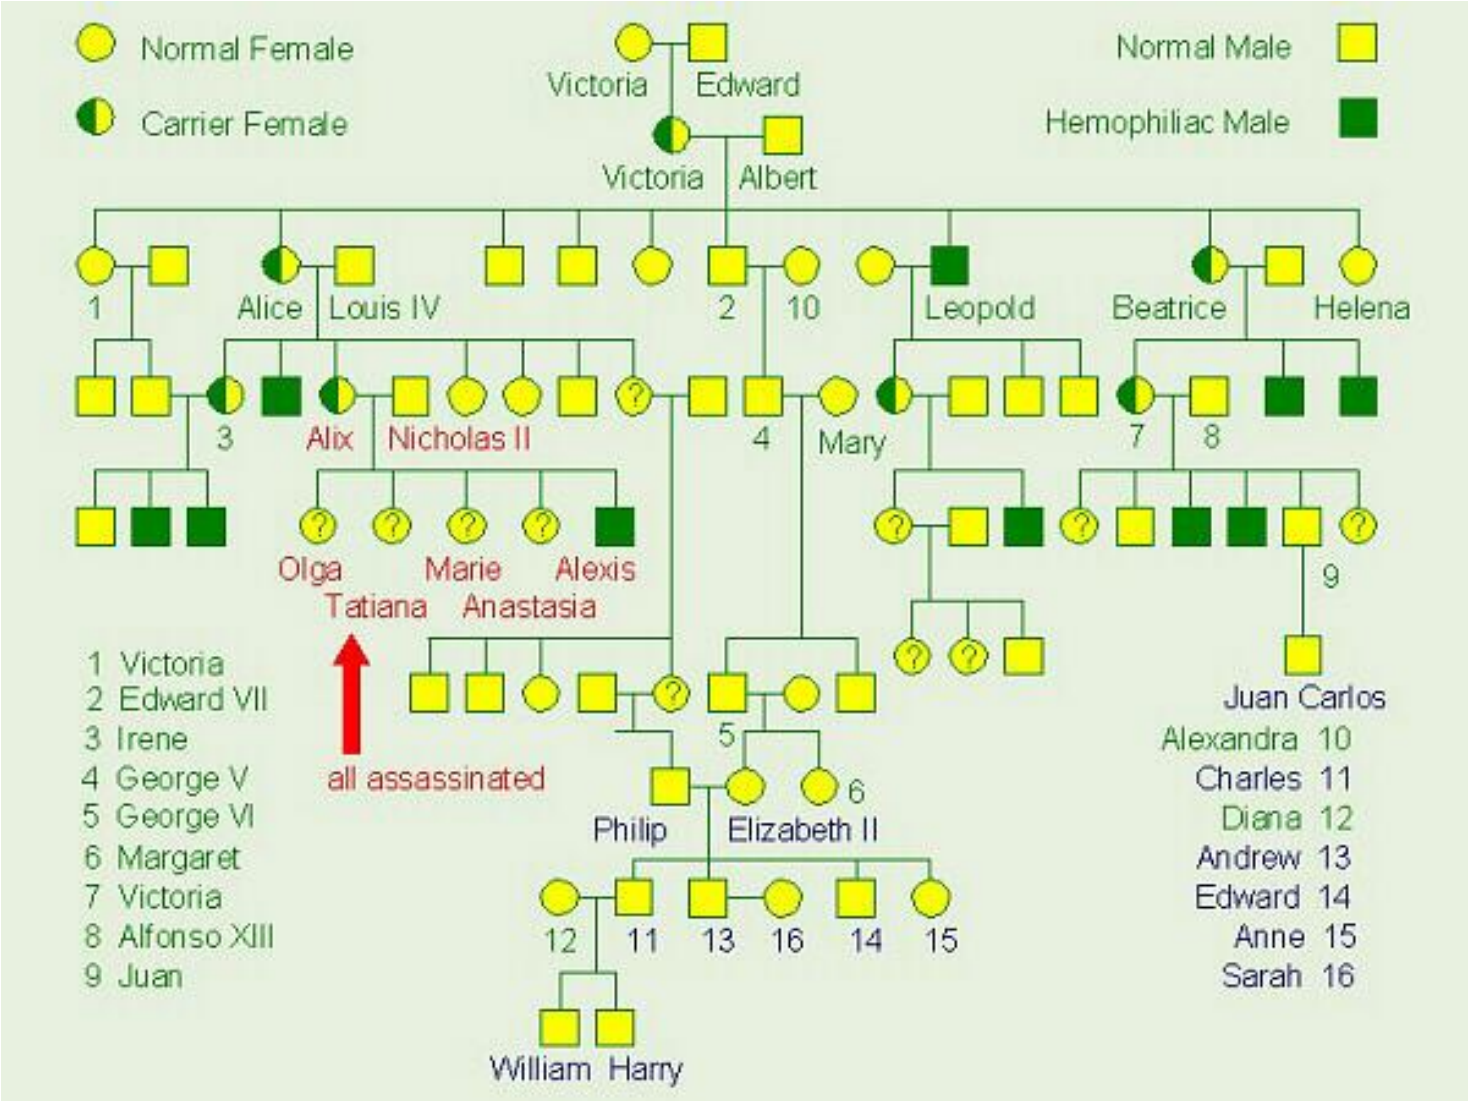 Normal Female
Normal Male
Victoria Edward
Carrier Female
Hemophiliac Male
Victoria Albert
1 Alice Louis IV 2 10 Leopold Beatrice Helena
?
3 Alix Nicholas II 4 Mary 7 8
? ? ? ? ? ? ?
Olga Marie Alexis 9
Tatiana Anastasia
? ?
?
1 Victoria
2 Edward VII
3 Irene
4 George V
5 George VI
6 Margaret
7 Victoria
8 Alfonso XIII
9 Juan
all assassinated
5
6
Philip Elizabeth II
12 11 13 16 14 15
William Harry
Juan Carlos
Alexandra 10
Charles 11
Diana 12
Andrew 13
Edward 14
Anne 15
Sarah 16